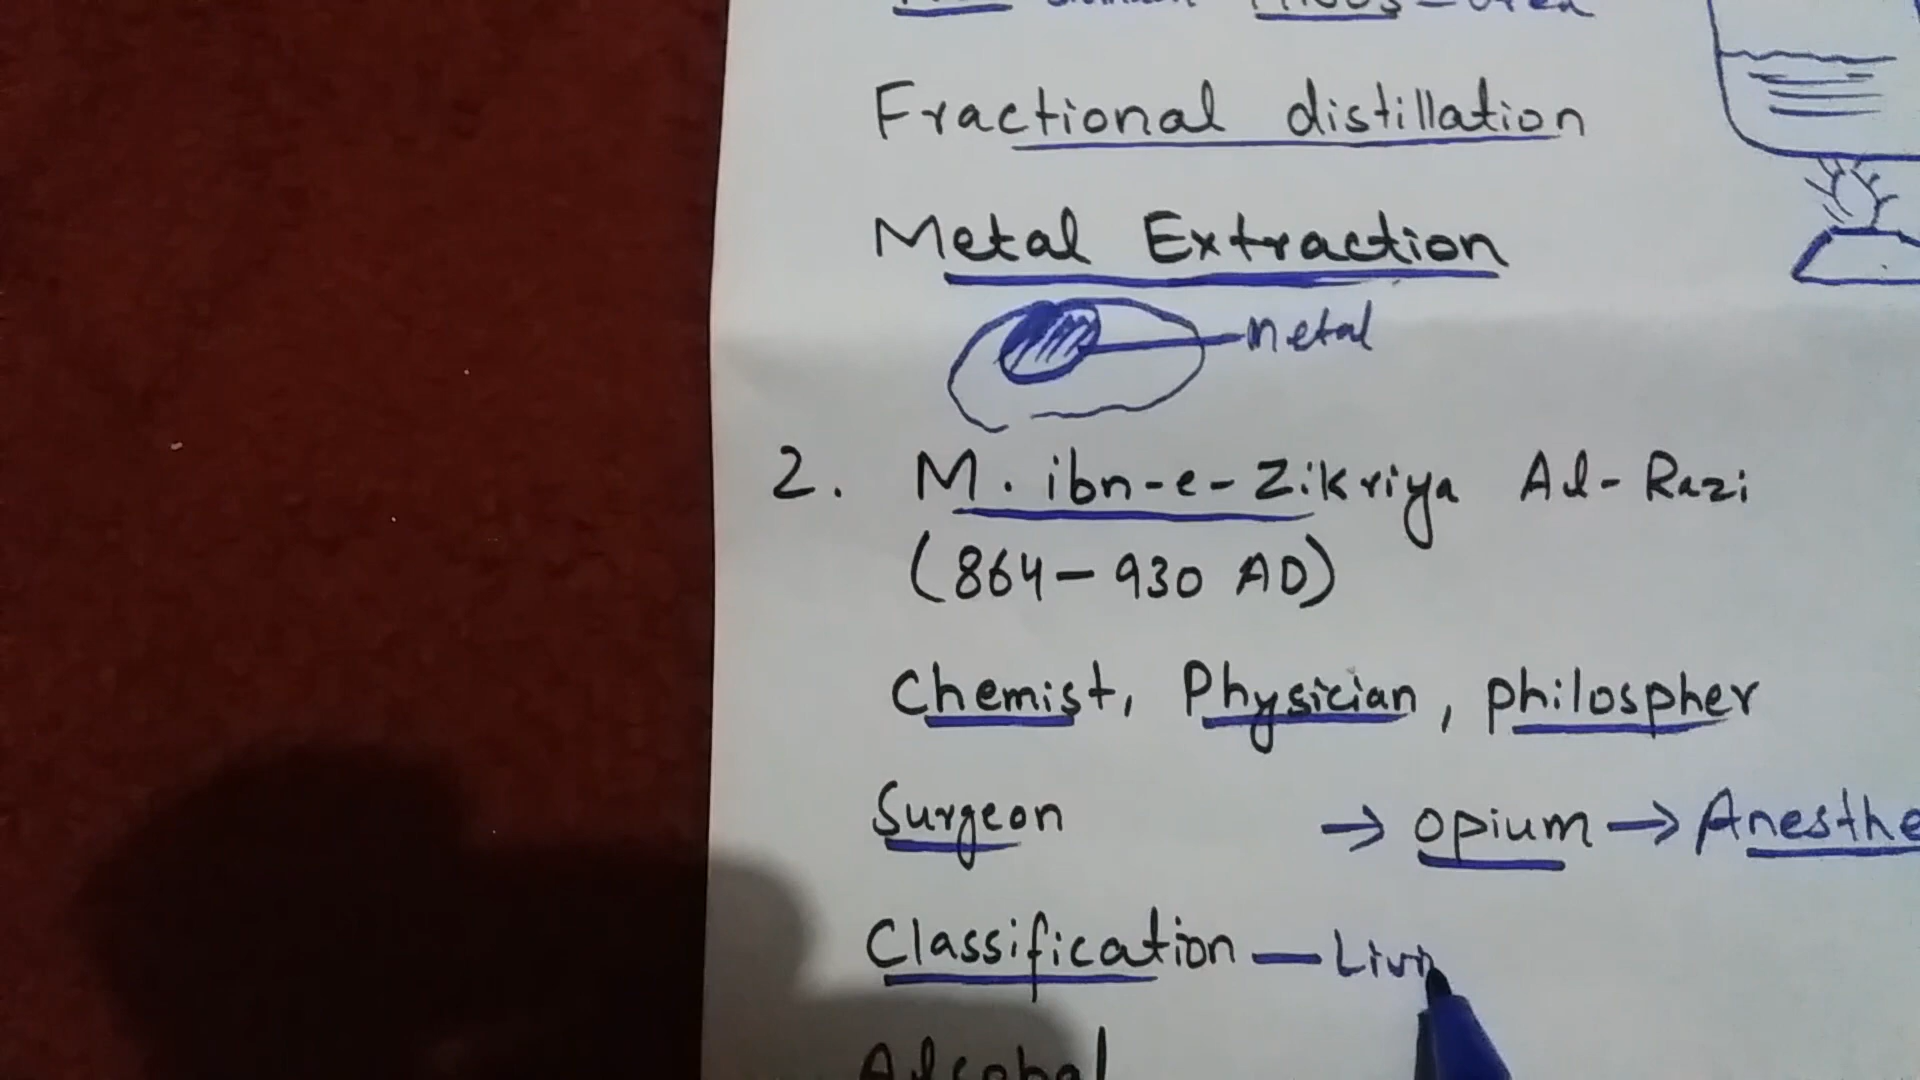 Fractional distillation
Metal Extraction
metal
2. M. ibn-e-Zikriya Al-Razi
(864-930 AD)
Chemist, Physician, philospher
Surgeon → opium → Anesthe
Classification — Livi
Alcohal